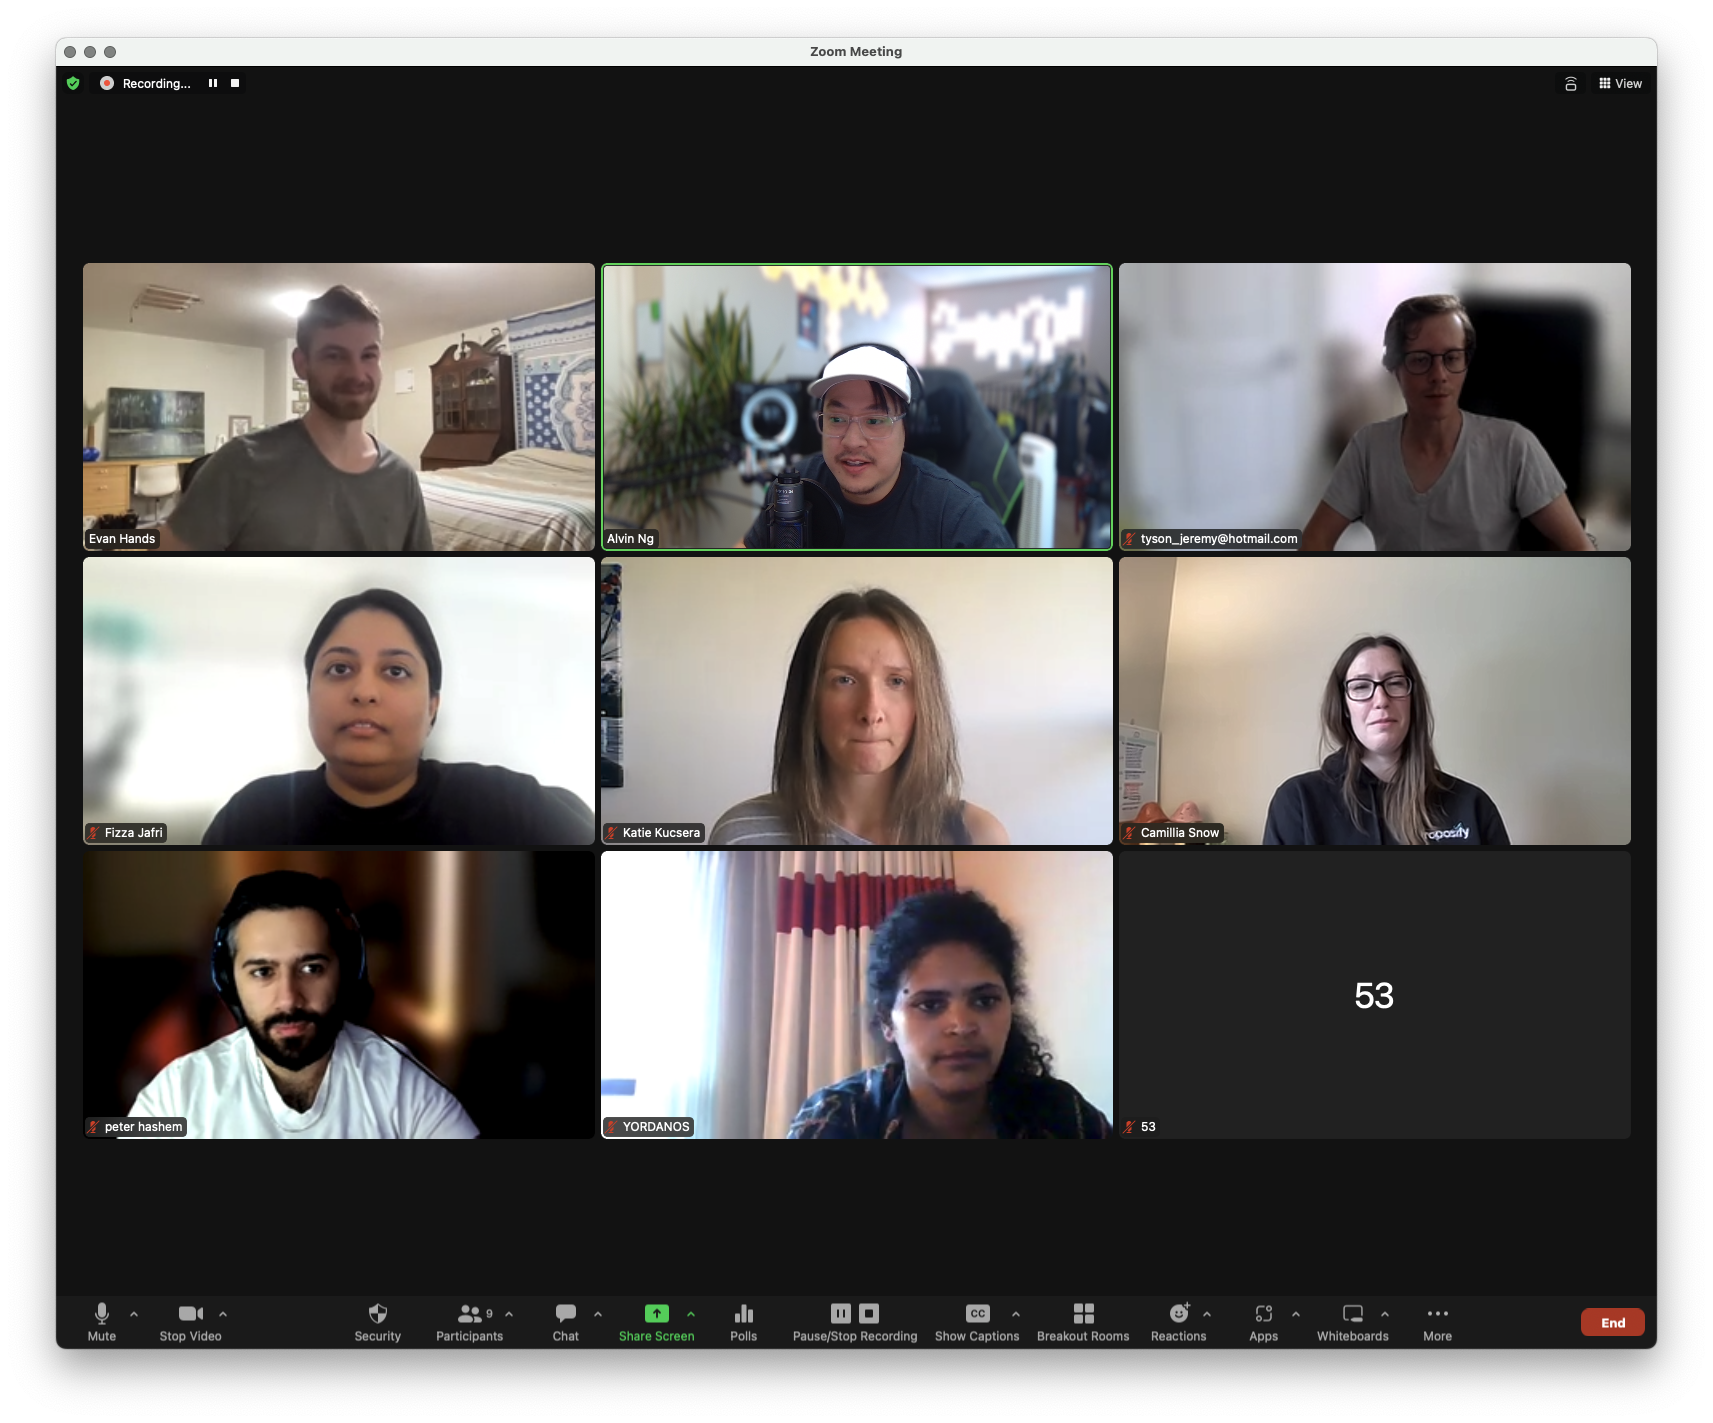 Zoom Meeting
Recording...
View
Evan Hands
Alvin Ng
tyson_jeremy@hotmail.com
Fizza Jafri
Katie Kucsera
roposify
Camillia Snow
53
peter hashem
YORDANOS
53
Mute
Stop Video
Security
9
Participants
Chat
Share Screen
Polls
Pause/Stop Recording
CC
Show Captions
Breakout Rooms
Reactions
Apps
Whiteboards
More
End